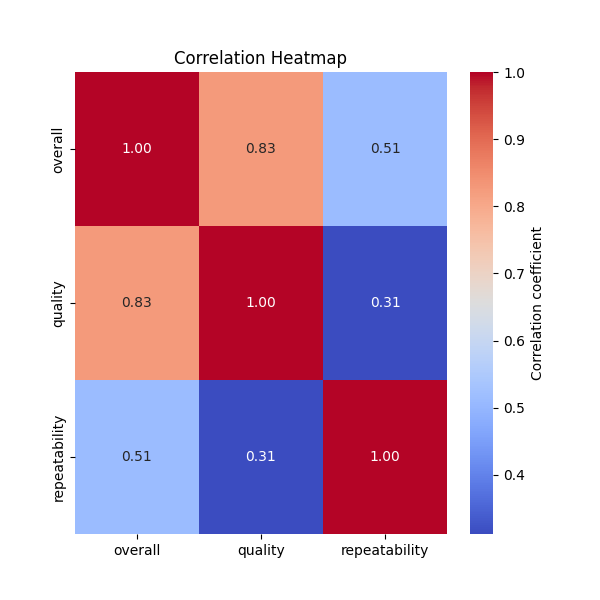 Correlation Heatmap
overall
1.00
0.83
0.51
quality
0.83
1.00
0.31
repeatability
0.51
0.31
1.00
overall
quality
repeatability
1.0
0.9
0.8
0.7
0.6
0.5
0.4
Correlation coefficient